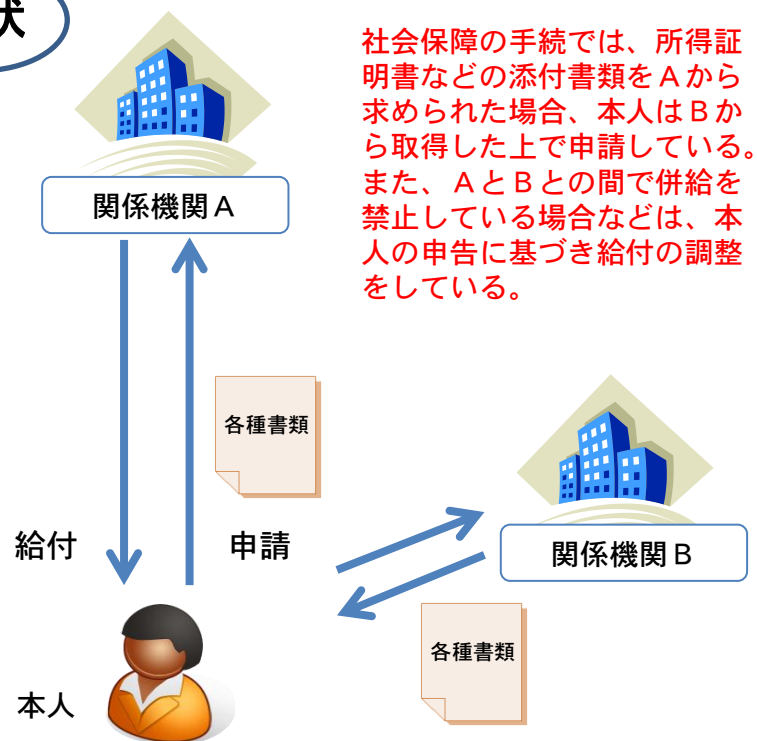 状
社会保障の手続では、所得証
明書などの添付書類をＡから
求められた場合、本人はＢか
ら取得した上で申請している。
また、ＡとＢとの間で併給を
禁止している場合などは、本
人の申告に基づき給付の調整
をしている。
関係機関Ａ
各種書類
給付
申請
関係機関Ｂ
各種書類
本人